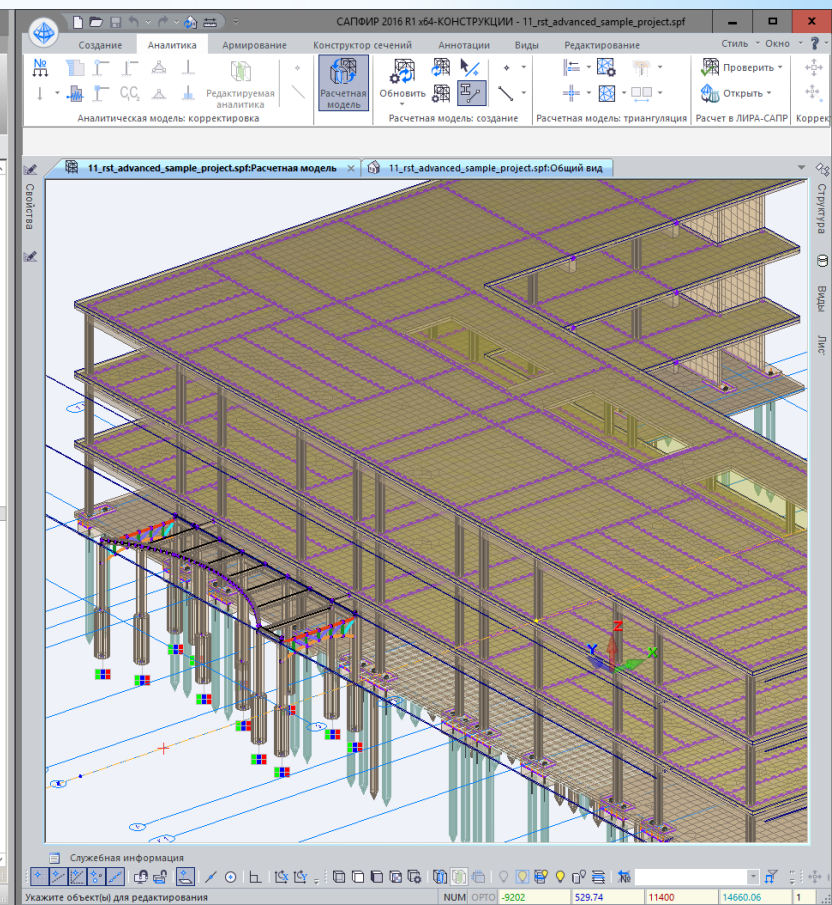 САПФИР 2016 R1 x64-КОНСТРУКЦИИ - 11_rst_advanced_sample_project.spf
Создание Аналитика Армирование Конструктор сечений Аннотации Виды Редактирование Стиль Окно
№
Редактируемая аналитика
Расчетная модель
Обновить
Проверить
Открыть
Аналитическая модель: корректировка
Расчетная модель: создание
Расчетная модель: триангуляция
Расчет в ЛИРА-САПР
Коррек
11_rst_advanced_sample_project.spf:Расчетная модель
11_rst_advanced_sample_project.spf:Общий вид
Свойства
Структура
Виды
Лис
Z
Y
X
Служебная информация
№
Укажите объект(ы) для редактирования NUM ОРТО -9202 529.74 11400 14660.06 1